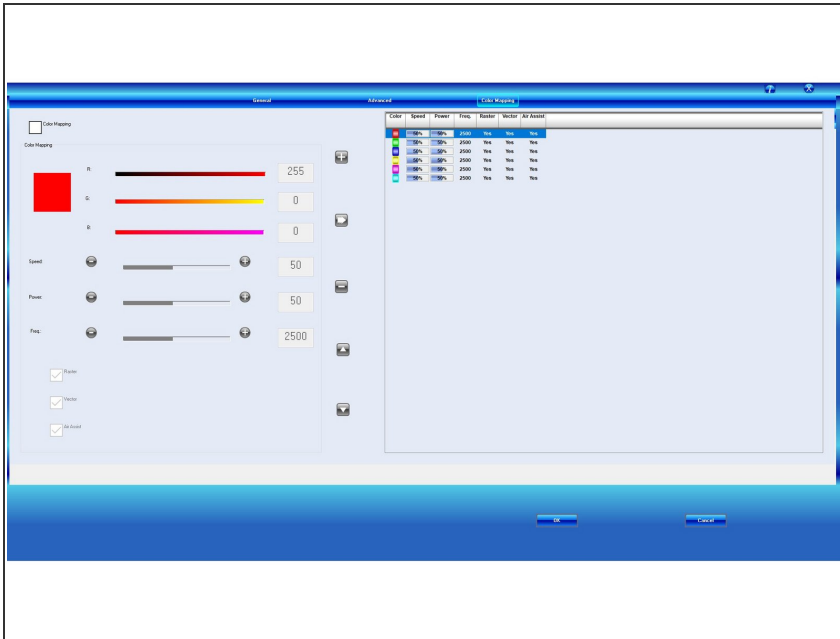 General Advanced Color Mapping
Color Mapping
Color Mapping
R: 255
G: 0
B: 0
Speed: 50
Power: 50
Freq.: 2500
Raster
Vector
Air Assist
Color Speed Power Freq. Raster Vector Air Assist
50% 50% 2500 Yes Yes Yes
50% 50% 2500 Yes Yes Yes
50% 50% 2500 Yes Yes Yes
50% 50% 2500 Yes Yes Yes
50% 50% 2500 Yes Yes Yes
50% 50% 2500 Yes Yes Yes
OK Cancel